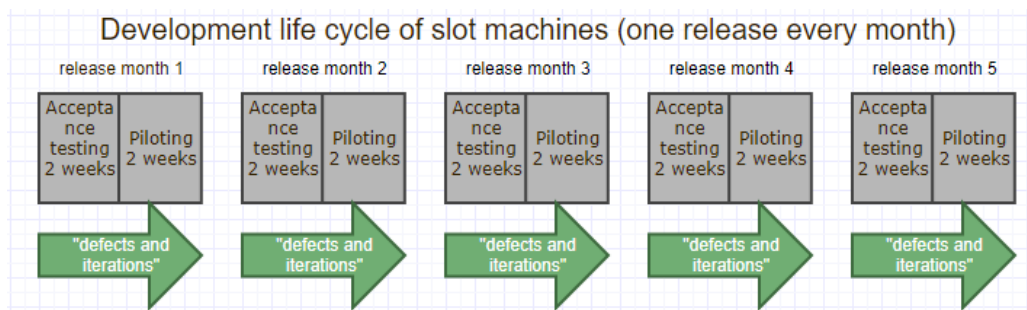 Development life cycle of slot machines (one release every month)
release month 1
release month 2
release month 3
release month 4
release month 5
Accepta
nce
testing
2 weeks
Piloting
2 weeks
Accepta
nce
testing
2 weeks
Piloting
2 weeks
Accepta
nce
testing
2 weeks
Piloting
2 weeks
Accepta
nce
testing
2 weeks
Piloting
2 weeks
Accepta
nce
testing
2 weeks
Piloting
2 weeks
"defects and
iterations"
"defects and
iterations"
"defects and
iterations"
"defects and
iterations"
"defects and
iterations"